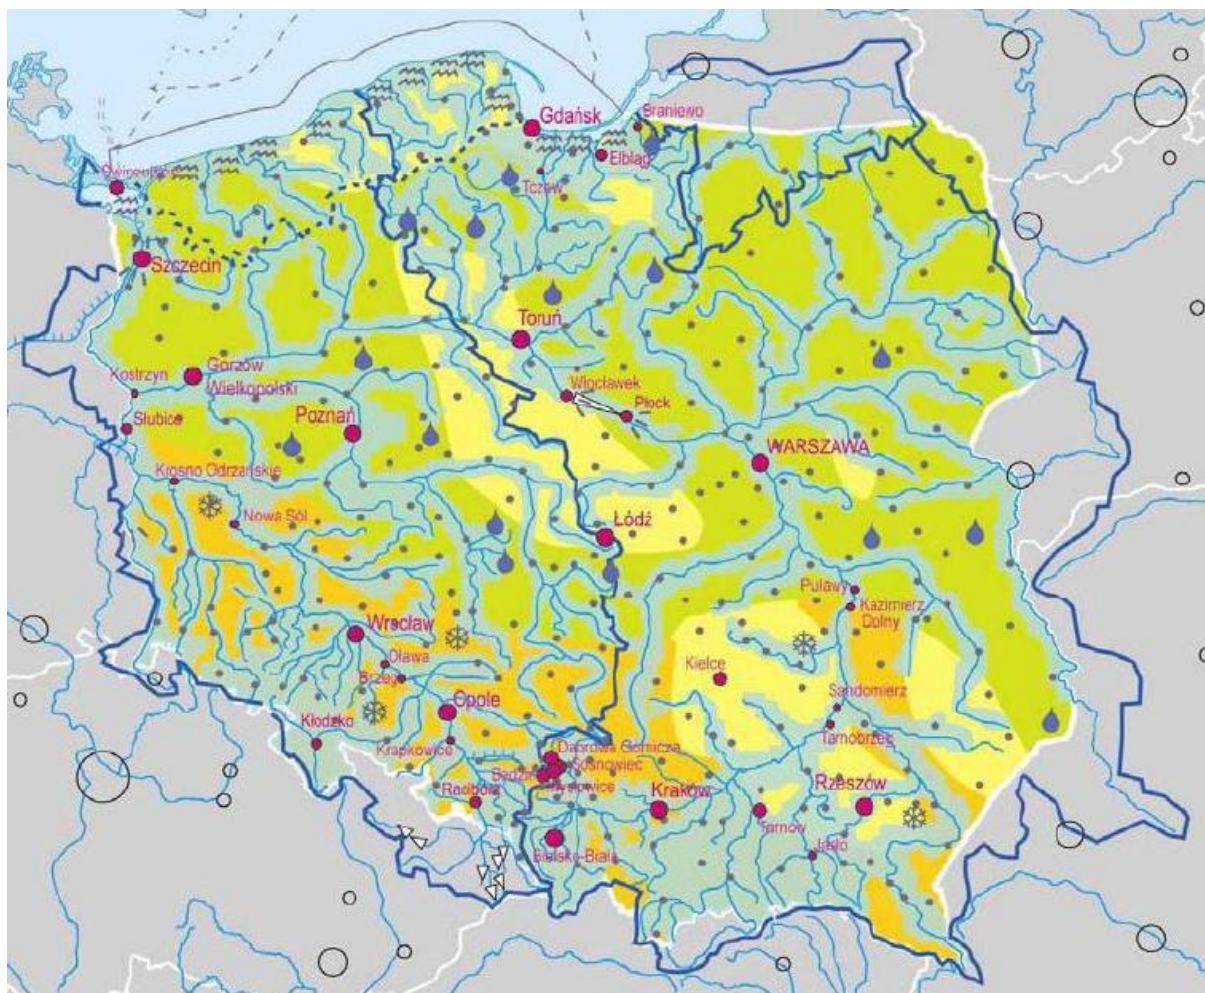 Gdańsk
Braniewo
Elbląg
Tczew
Szczecin
Toruń
Kostrzyn
Gorzów
Wielkopolski
Włocławek
Płock
Słubice
Poznań
WARSZAWA
Krosno Odrzańskie
Nowa Sól
Łódź
Puławy
Kazimierz
Dolny
Wrocław
Oława
Brzeg
Kielce
Sandomierz
Opole
Kłodzko
Tarnobrzeg
Krapkowice
Dąbrowa Górnicza
Będzin
Sosnowiec
Mysłowice
Racibórz
Kraków
Rzeszów
Tarnów
Jasło
Bielsko-Biała